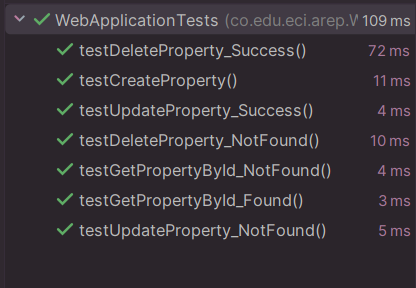 WebApplicationTests (co.edu.eci.arep.W 109 ms
testDeleteProperty_Success() 72 ms
testCreateProperty() 11 ms
testUpdateProperty_Success() 4 ms
testDeleteProperty_NotFound() 10 ms
testGetPropertyById_NotFound() 4 ms
testGetPropertyById_Found() 3 ms
testUpdateProperty_NotFound() 5 ms